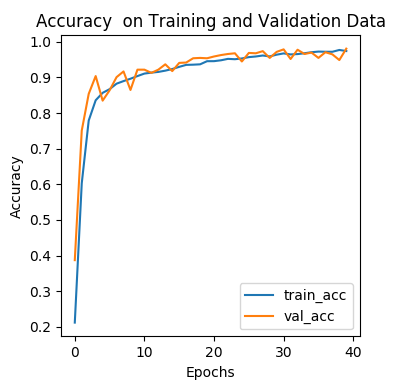 Accuracy  on Training and Validation Data
1.0
0.9
0.8
0.7
0.6
0.5
0.4
0.3
0.2
Accuracy
train_acc
val_acc
0 10 20 30 40
Epochs